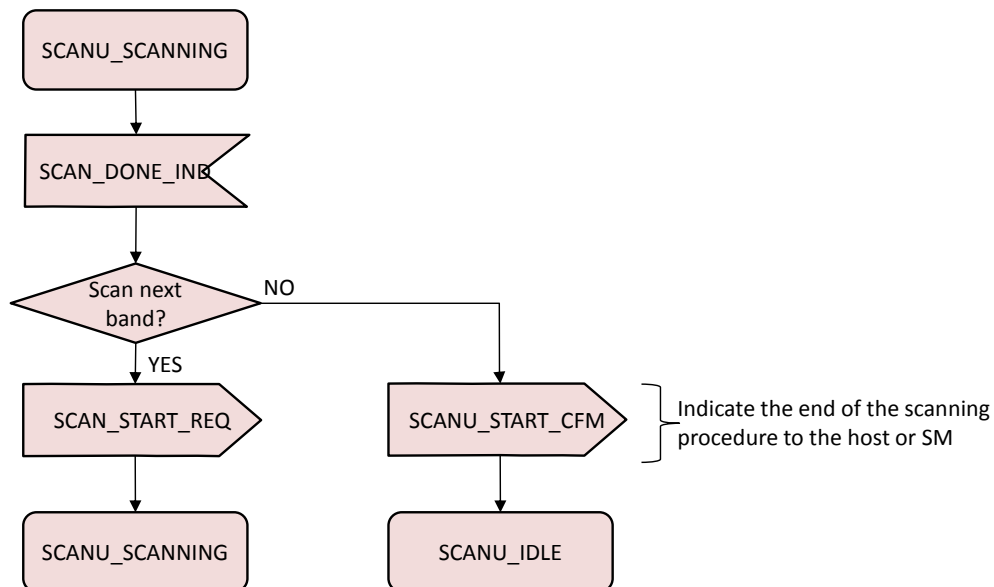 SCANU_SCANNING
SCAN_DONE_IND
Scan next
band?
NO
YES
SCAN_START_REQ
SCANU_START_CFM
Indicate the end of the scanning
procedure to the host or SM
SCANU_SCANNING
SCANU_IDLE